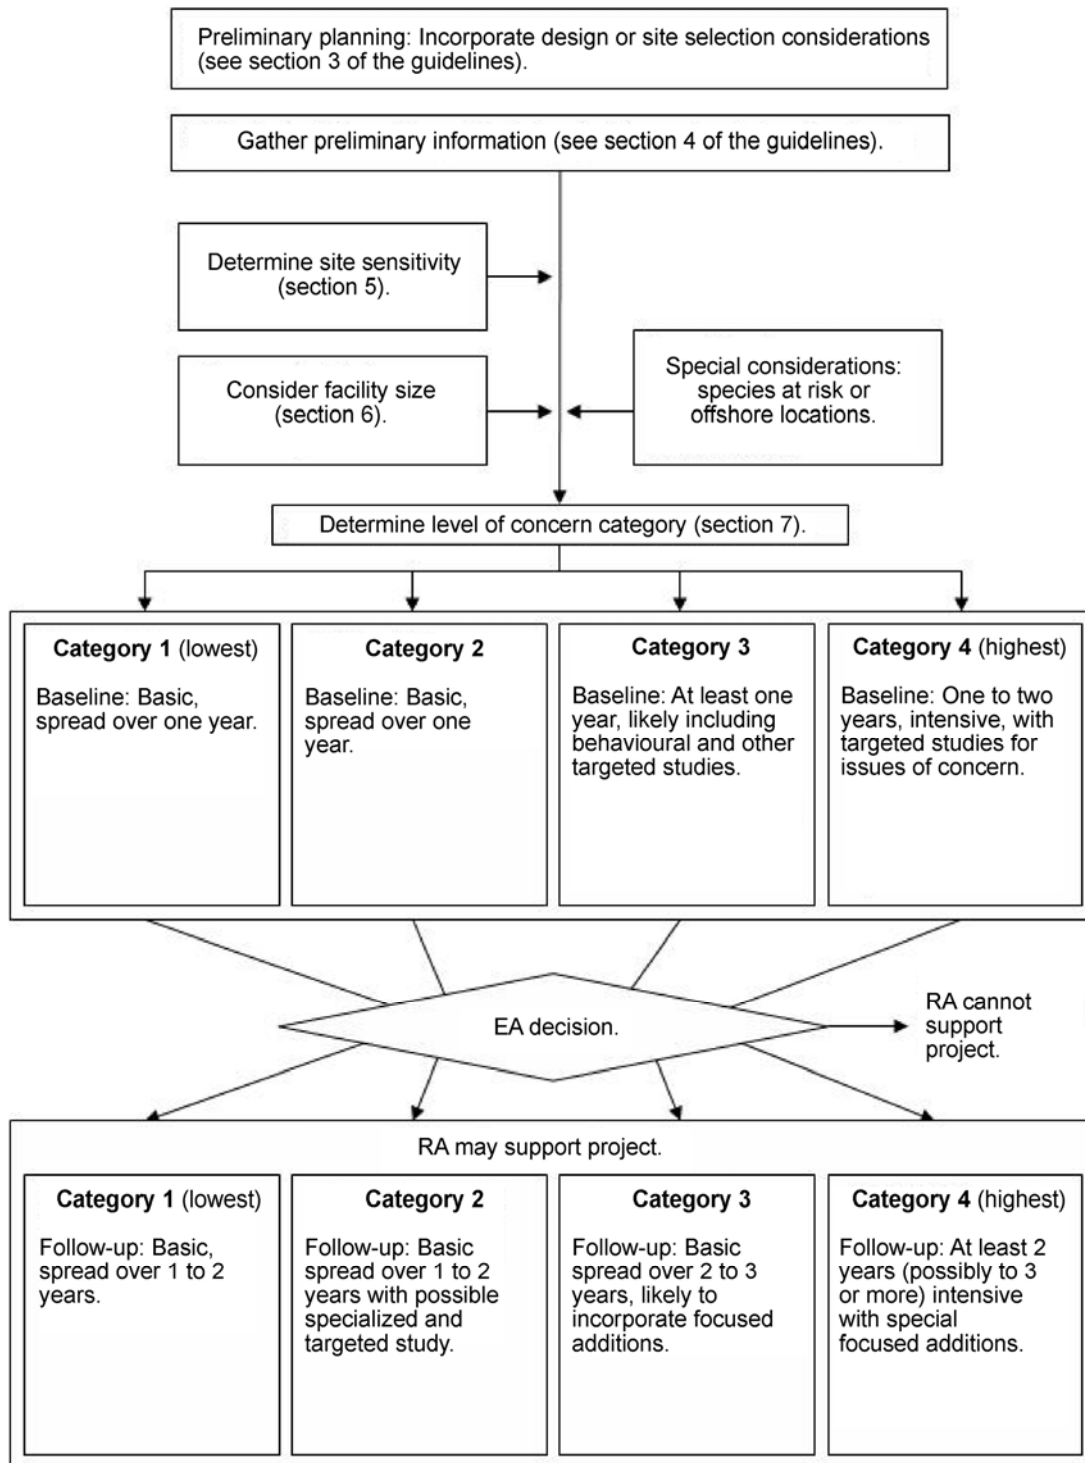 Preliminary planning: Incorporate design or site selection considerations
(see section 3 of the guidelines).
Gather preliminary information (see section 4 of the guidelines).
Determine site sensitivity
(section 5).
Consider facility size
(section 6).
Special considerations:
species at risk or
offshore locations.
Determine level of concern category (section 7).
Category 1 (lowest)
Baseline: Basic,
spread over one year.
Category 2
Baseline: Basic,
spread over one
year.
Category 3
Baseline: At least one
year, likely including
behavioural and other
targeted studies.
Category 4 (highest)
Baseline: One to two
years, intensive, with
targeted studies for
issues of concern.
EA decision.
RA cannot
support
project.
RA may support project.
Category 1 (lowest)
Follow-up: Basic,
spread over 1 to 2
years.
Category 2
Follow-up: Basic
spread over 1 to 2
years with possible
specialized and
targeted study.
Category 3
Follow-up: Basic
spread over 2 to 3
years, likely to
incorporate focused
additions.
Category 4 (highest)
Follow-up: At least 2
years (possibly to 3
or more) intensive
with special
focused additions.